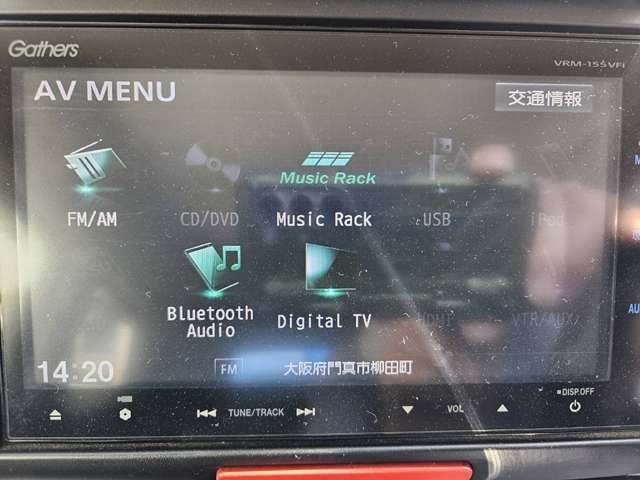 Gathers
VRM-155VFi
AV MENU
交通情報
Music Rack
FM/AM
CD/DVD
Music Rack
USB
iPod
Bluetooth
Audio
Digital TV
HDMI
VTR/AUX
14:20
FM
大阪府門真市柳田町
DISP.OFF
TUNE/TRACK
VOL